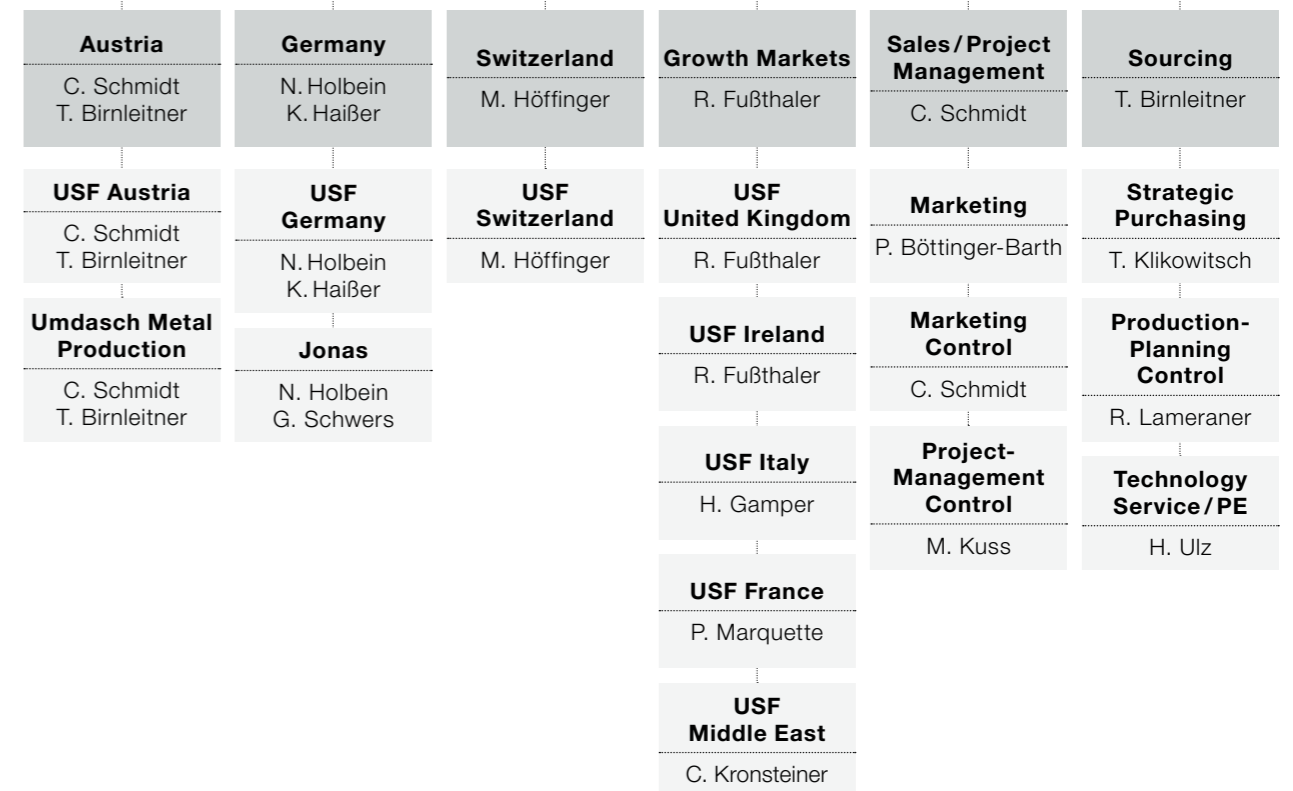 Austria
C. Schmidt
T. Birnleitner
USF Austria
C. Schmidt
T. Birnleitner
Umdasch Metal
Production
C. Schmidt
T. Birnleitner
Germany
N. Holbein
K. Haißer
USF
Germany
N. Holbein
K. Haißer
Jonas
N. Holbein
G. Schwers
Switzerland
M. Höffinger
USF
Switzerland
M. Höffinger
Growth Markets
R. Fußthaler
USF
United Kingdom
R. Fußthaler
USF Ireland
R. Fußthaler
USF Italy
H. Gamper
USF France
P. Marquette
USF
Middle East
C. Kronsteiner
Sales/Project
Management
C. Schmidt
Marketing
P. Böttinger-Barth
Marketing
Control
C. Schmidt
Project-
Management
Control
M. Kuss
Sourcing
T. Birnleitner
Strategic
Purchasing
T. Klikowitsch
Production-
Planning
Control
R. Lameraner
Technology
Service/PE
H. Ulz